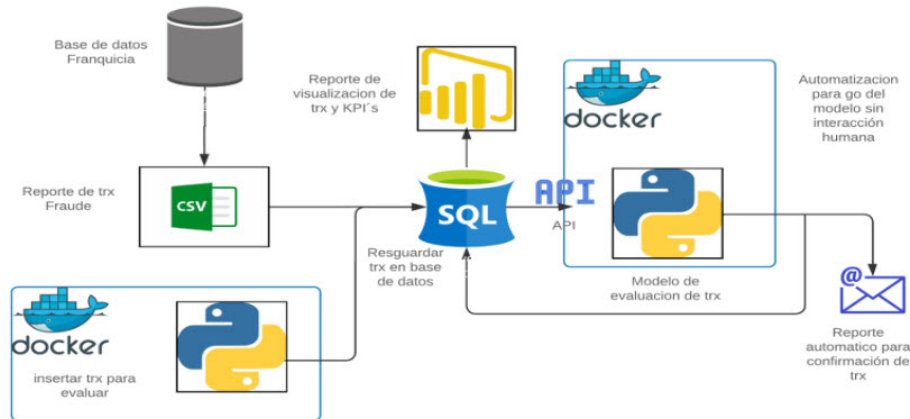 Base de datos
Franquicia
Reporte de
visualizacion de
trx y KPI´s
docker
Automatizacion
para go del
modelo sin
interacción
humana
Reporte de trx
Fraude
CSV
SQL
API
API
Resguardar
trx en base
de datos
Modelo de
evaluacion de trx
docker
insertar trx para
evaluar
@
Reporte
automatico para
confirmación de
trx